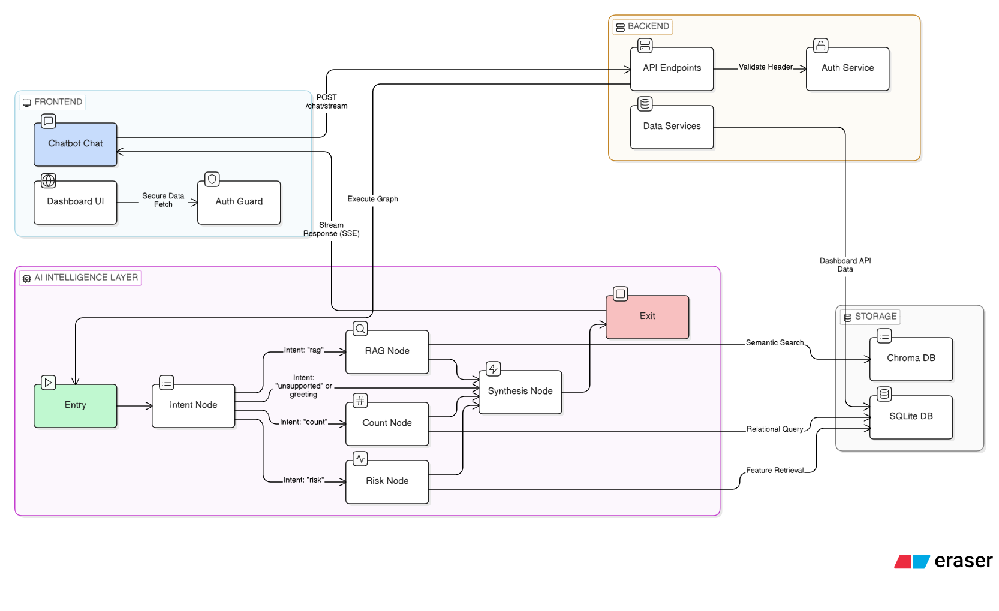 BACKEND
API Endpoints
Validate Header
Auth Service
Data Services
FRONTEND
POST
/chat/stream
Chatbot Chat
Dashboard UI
Secure Data
Fetch
Auth Guard
Execute Graph
Stream
Response (SSE)
Dashboard API
Data
AI INTELLIGENCE LAYER
Exit
STORAGE
Intent: "rag"
RAG Node
Semantic Search
Chroma DB
Intent:
"unsupported" or
greeting
Synthesis Node
Entry
Intent Node
Intent: "count"
Count Node
Relational Query
SQLite DB
Intent: "risk"
Risk Node
Feature Retrieval
eraser